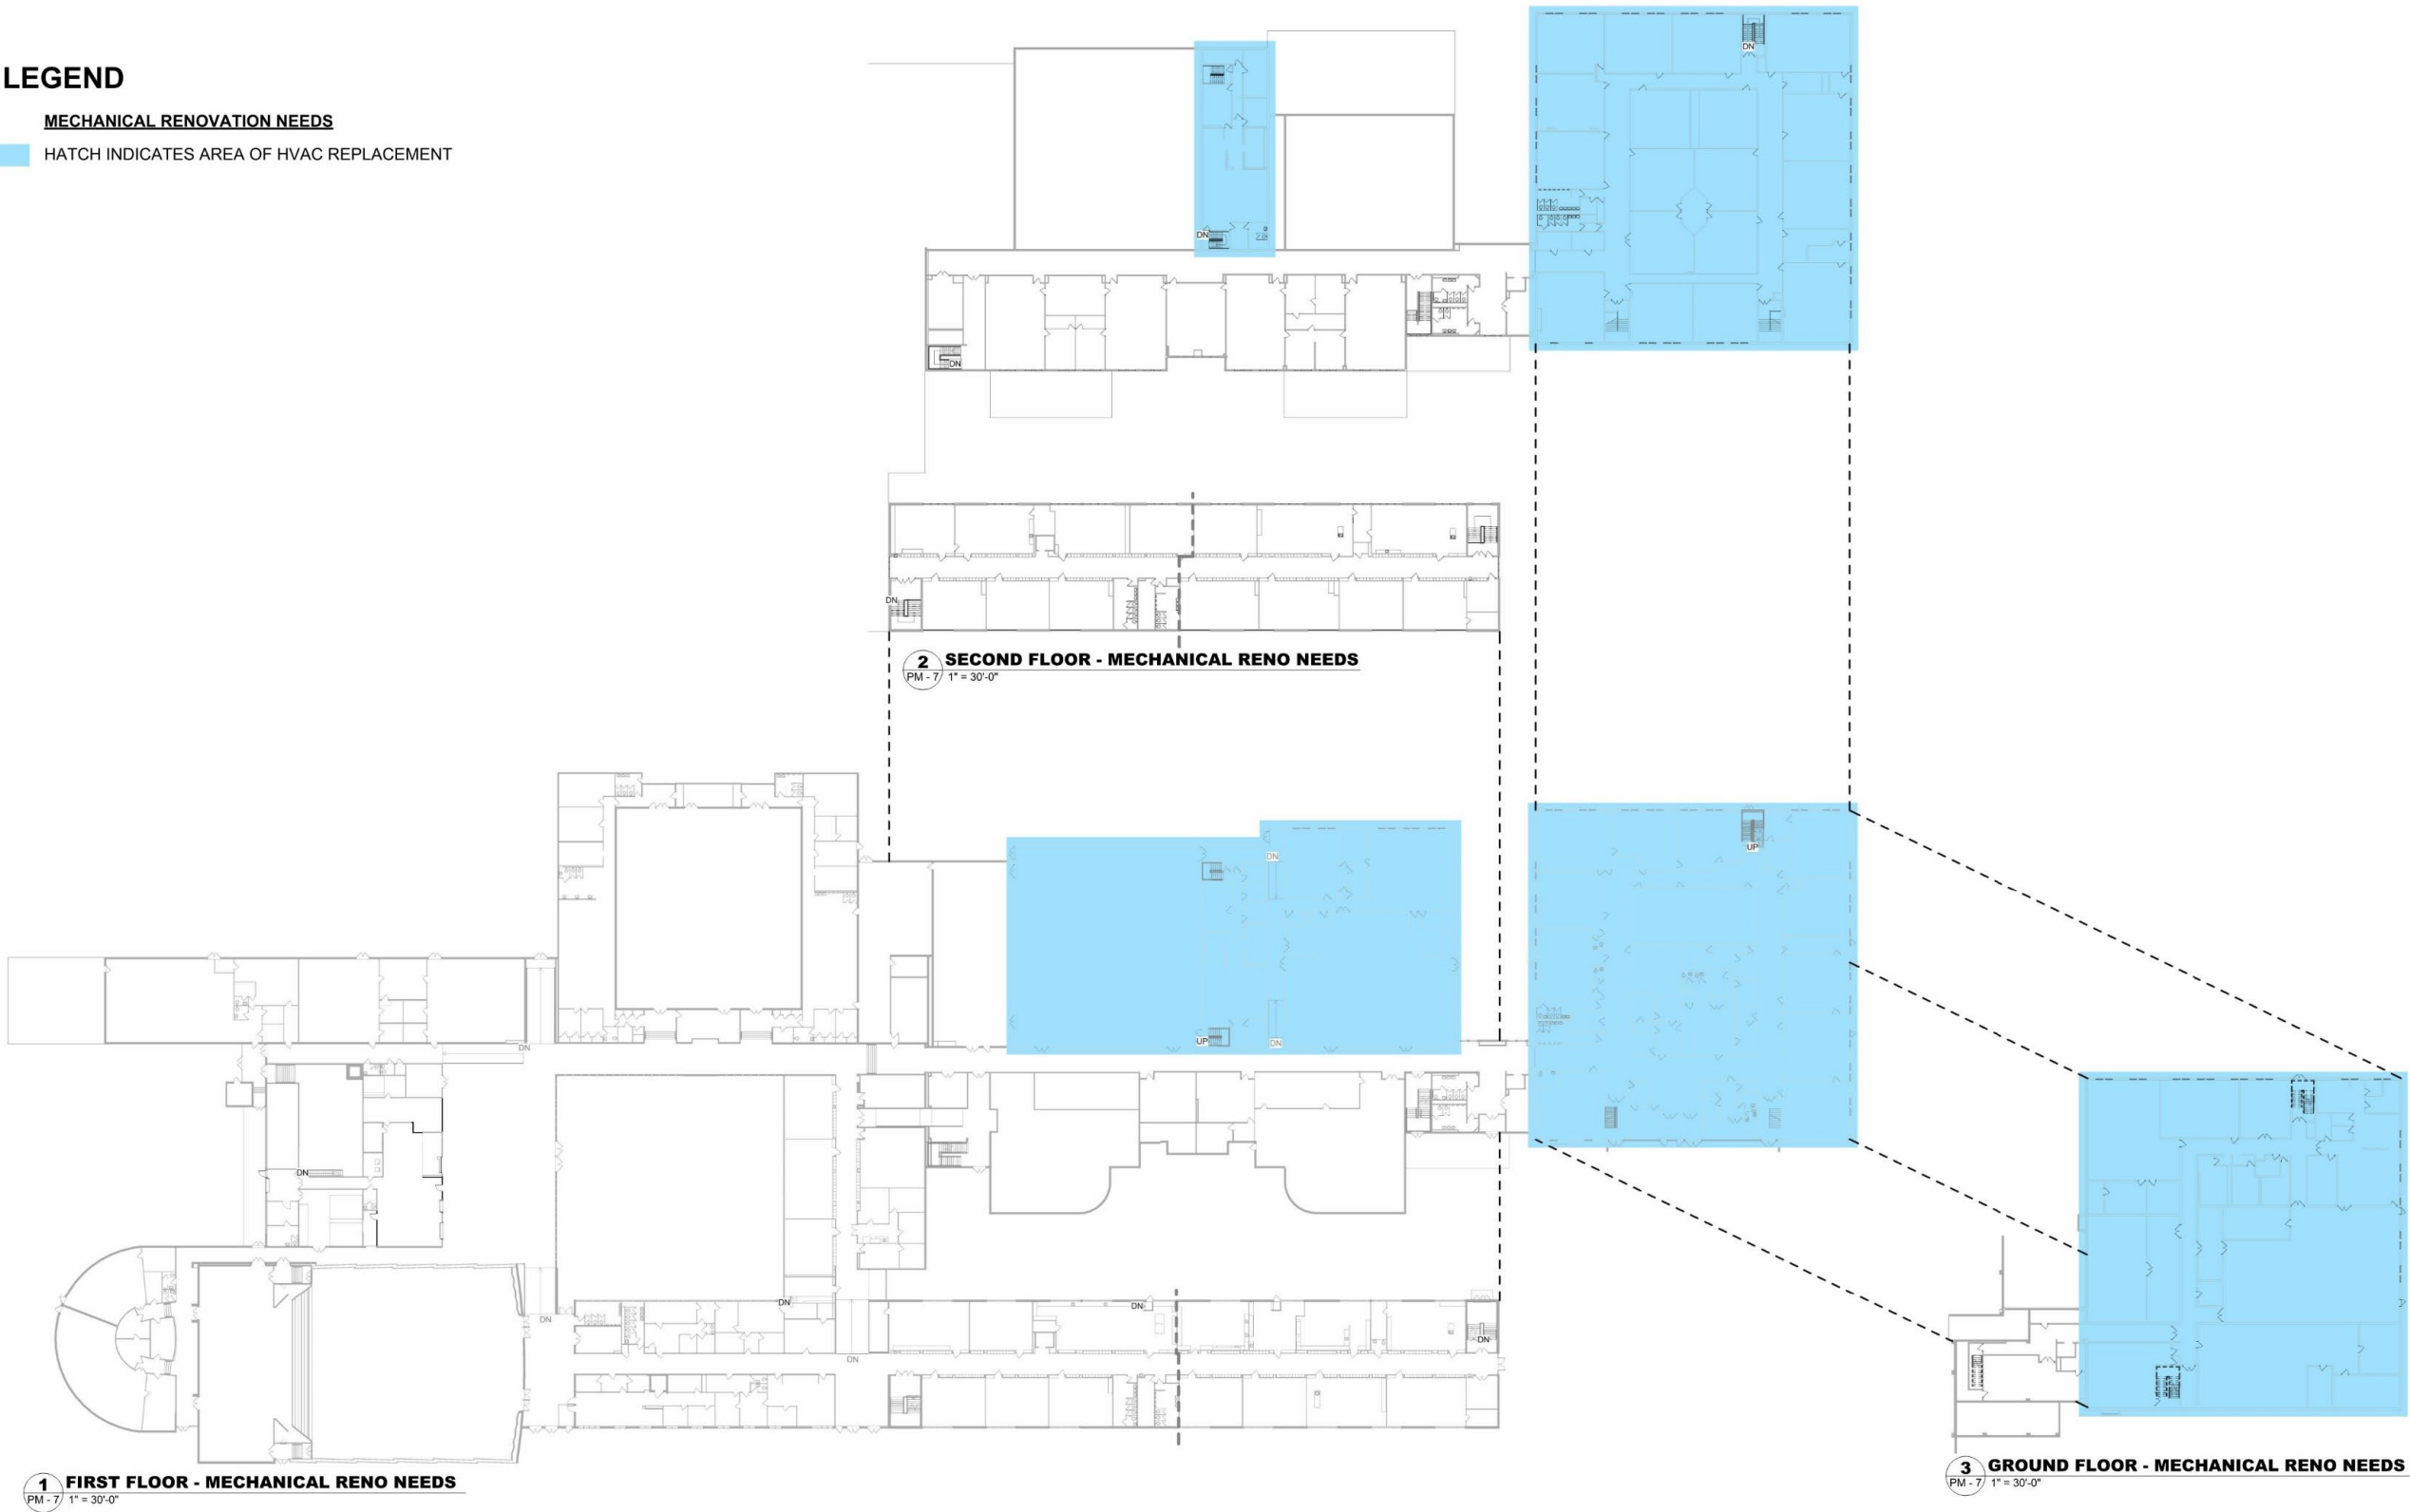 LEGEND
MECHANICAL RENOVATION NEEDS
HATCH INDICATES AREA OF HVAC REPLACEMENT
DN
DN
DN
DN
2 SECOND FLOOR - MECHANICAL RENO NEEDS
PM - 7 1" = 30'-0"
UP
DN
UP
DN
DN
DN
DN
DN
DN
DN
DN
1 FIRST FLOOR - MECHANICAL RENO NEEDS
PM - 7 1" = 30'-0"
3 GROUND FLOOR - MECHANICAL RENO NEEDS
PM - 7 1" = 30'-0"